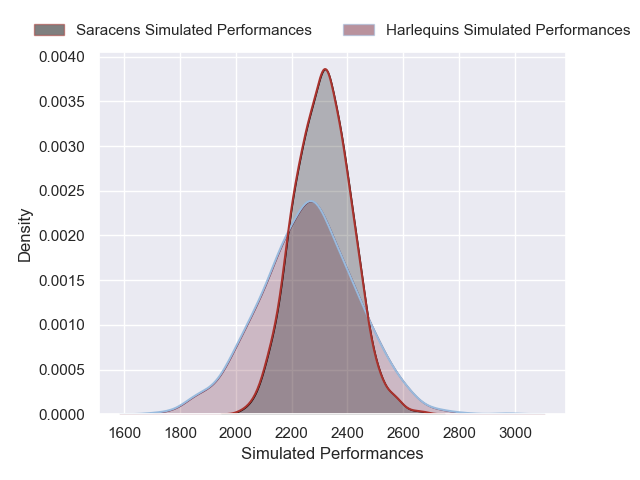 Saracens Simulated Performances Harlequins Simulated Performances
0.0040
0.0035
0.0030
0.0025
0.0020
0.0015
0.0010
0.0005
0.0000
Density
1600 1800 2000 2200 2400 2600 2800 3000
Simulated Performances